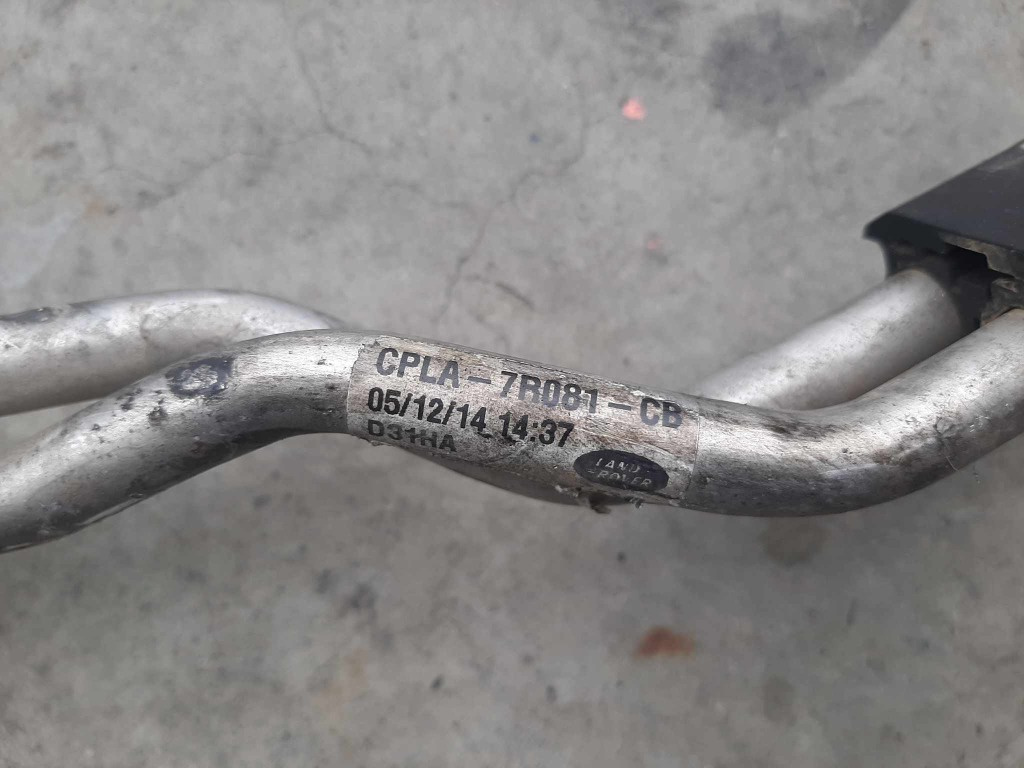 CPLA-7R081-CB
05/12/14 14:37
D31HA
LAND
ROVER